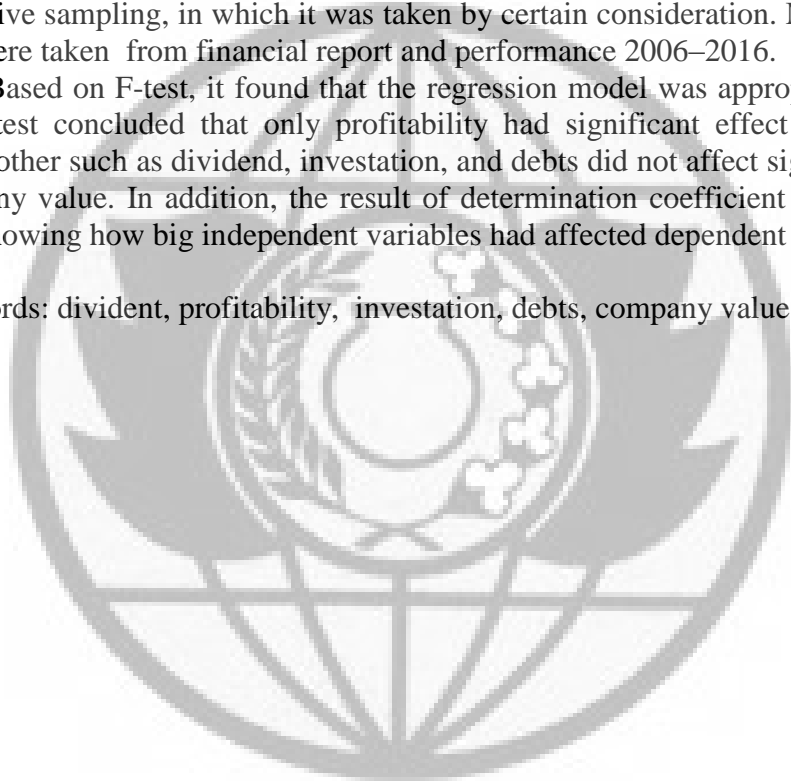 ive sampling, in which it was taken by certain consideration.
ere taken from financial report and performance 2006–2016.
Based on F-test, it found that the regression model was approp
test concluded that only profitability had significant effect
other such as dividend, investation, and debts did not affect sig
ny value. In addition, the result of determination coefficient
howing how big independent variables had affected dependent
rds: divident, profitability, investation, debts, company value